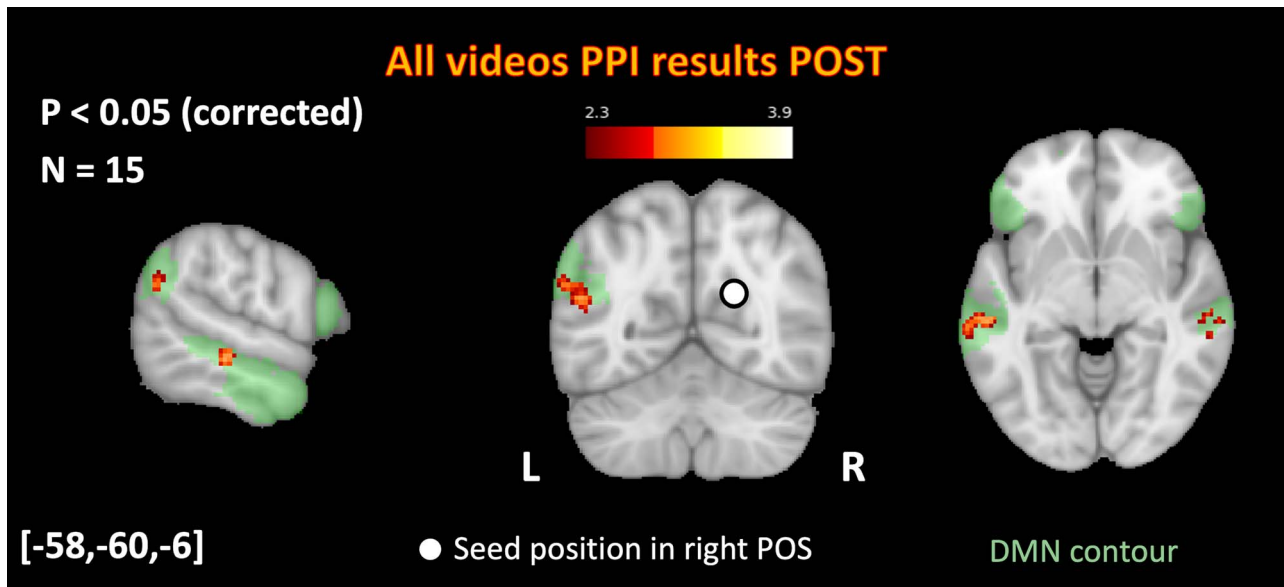 All videos PPI results POST
P < 0.05 (corrected)
2.3 3.9
N = 15
L R
[-58,-60,-6]
Seed position in right POS
DMN contour